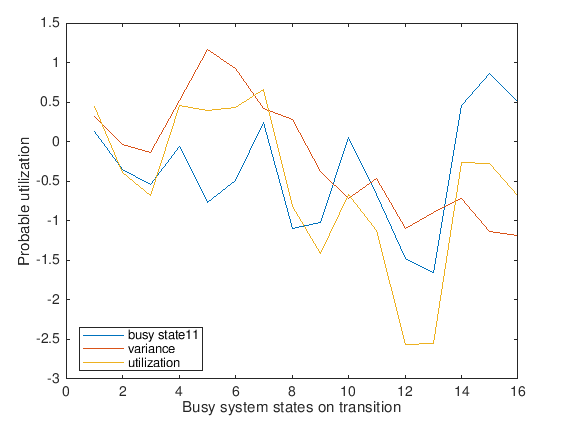 1.5
1
0.5
0
-0.5
-1
-1.5
-2
-2.5
-3
Probable utilization
busy state11
variance
utilization
0 2 4 6 8 10 12 14 16
Busy system states on transition